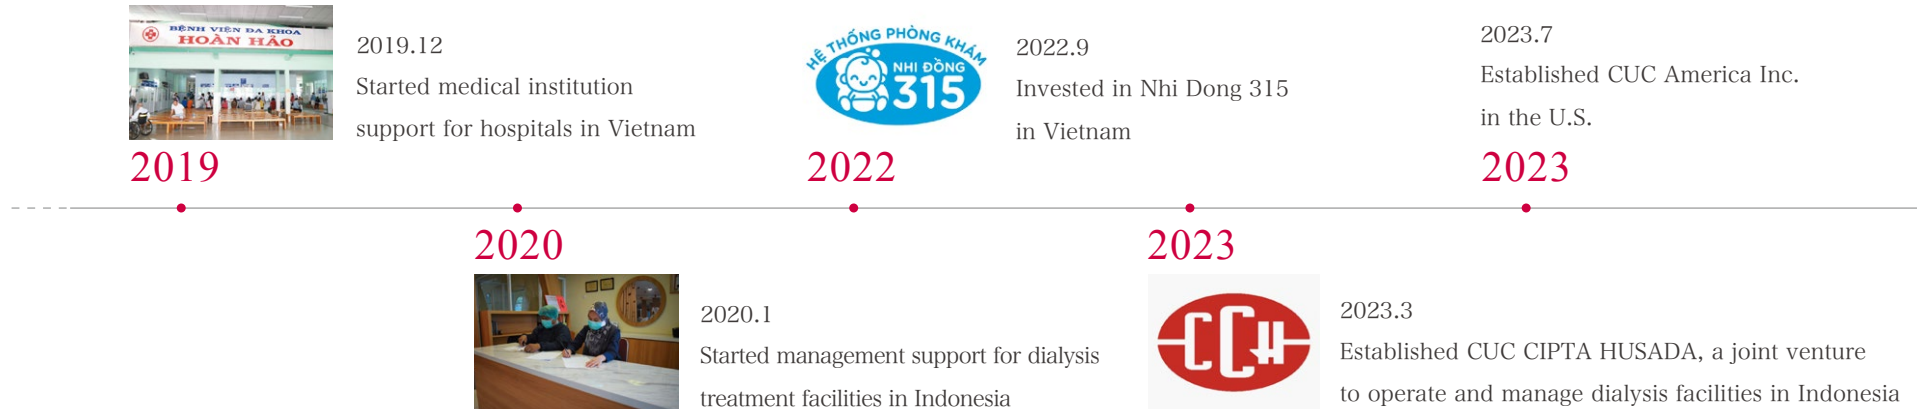 BỆNH VIỆN ĐA KHOA
HOÀN HẢO
2019.12
Started medical institution
support for hospitals in Vietnam
2019
HỆ THỐNG PHÒNG KHÁM
NHI ĐỒNG
315
2022.9
Invested in Nhi Dong 315
in Vietnam
2022
2023.7
Established CUC America Inc.
in the U.S.
2023
2020
2020.1
Started management support for dialysis
treatment facilities in Indonesia
2023
CCH
2023.3
Established CUC CIPTA HUSADA, a joint venture
to operate and manage dialysis facilities in Indonesia